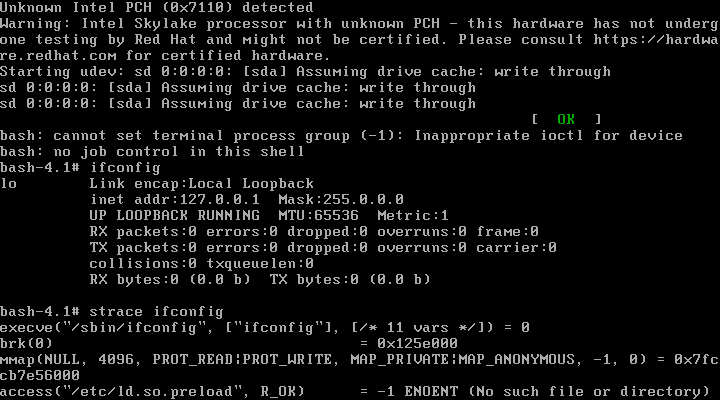 Unknown Intel PCH (0x7110) detected
Warning: Intel Skylake processor with unknown PCH - this hardware has not underg
one testing by Red Hat and might not be certified. Please consult https://hardwa
re.redhat.com for certified hardware.
Starting udev: sd 0:0:0:0: [sda] Assuming drive cache: write through
sd 0:0:0:0: [sda] Assuming drive cache: write through
sd 0:0:0:0: [sda] Assuming drive cache: write through
[  OK  ]
bash: cannot set terminal process group (-1): Inappropriate ioctl for device
bash: no job control in this shell
bash-4.1# ifconfig
lo        Link encap:Local Loopback
          inet addr:127.0.0.1  Mask:255.0.0.0
          UP LOOPBACK RUNNING  MTU:65536  Metric:1
          RX packets:0 errors:0 dropped:0 overruns:0 frame:0
          TX packets:0 errors:0 dropped:0 overruns:0 carrier:0
          collisions:0 txqueuelen:0
          RX bytes:0 (0.0 b)  TX bytes:0 (0.0 b)
bash-4.1# strace ifconfig
execve("/sbin/ifconfig", ["ifconfig"], [/* 11 vars */]) = 0
brk(0)                                  = 0x125e000
mmap(NULL, 4096, PROT_READ|PROT_WRITE, MAP_PRIVATE|MAP_ANONYMOUS, -1, 0) = 0x7fc
cb7e56000
access("/etc/ld.so.preload", R_OK)      = -1 ENOENT (No such file or directory)